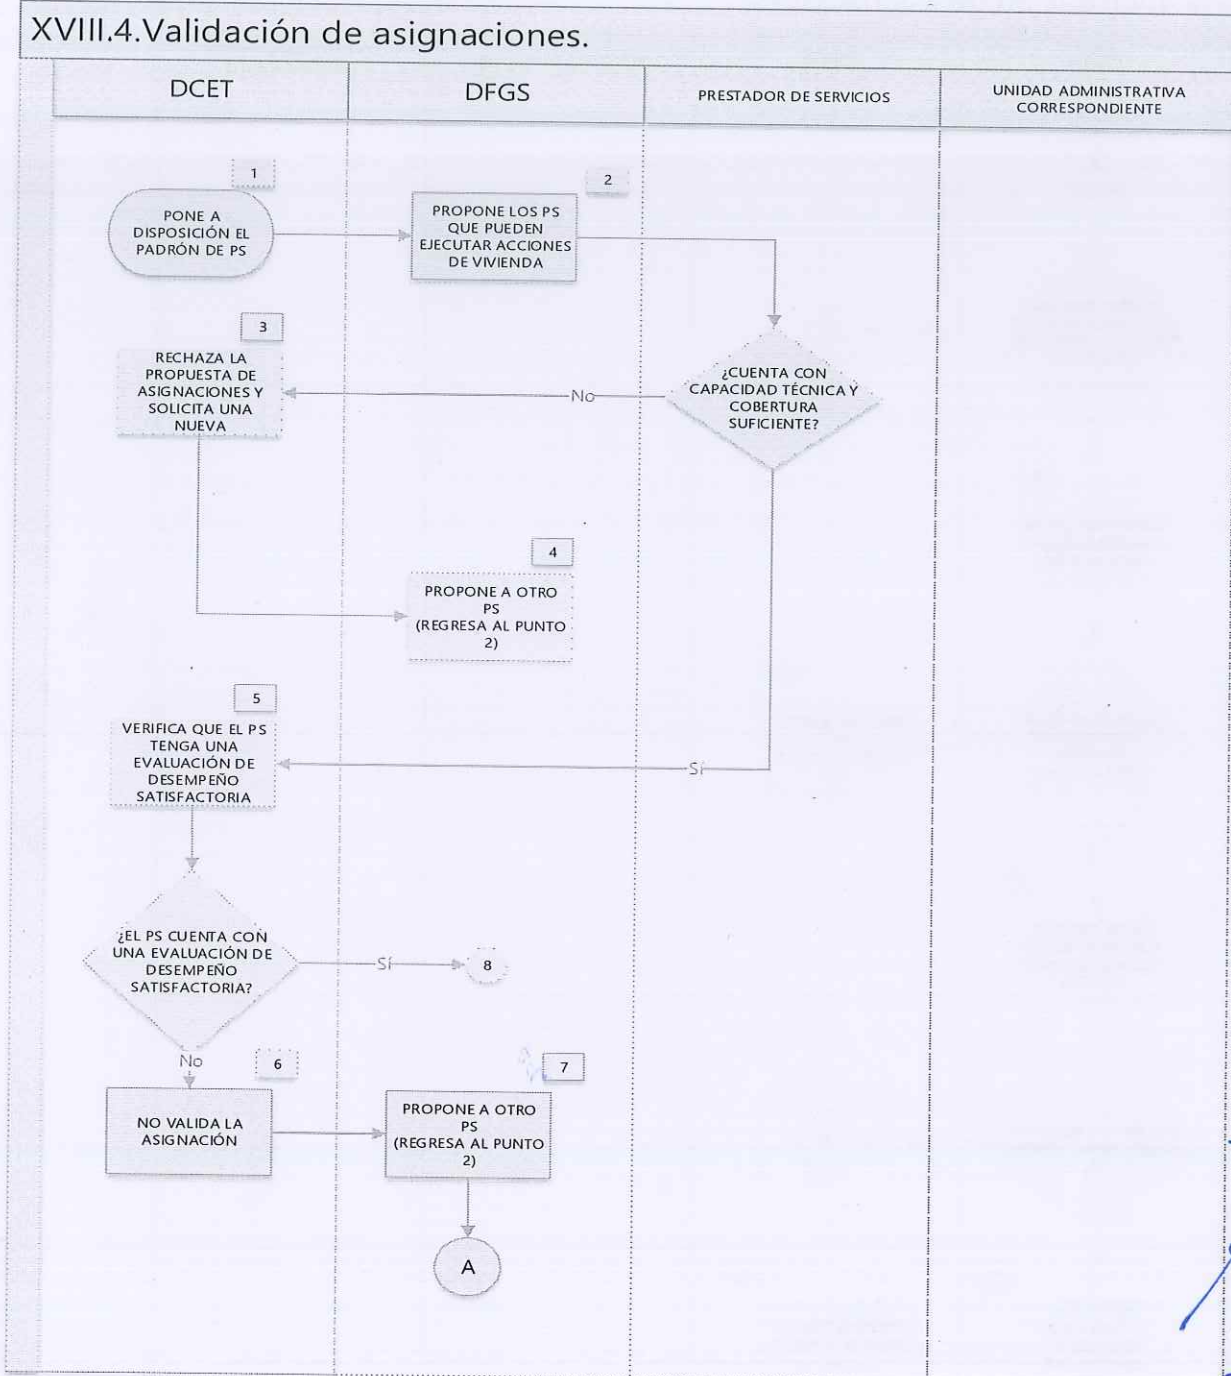 XVIII.4.Validación de asignaciones.
DCET
DFGS
PRESTADOR DE SERVICIOS
UNIDAD ADMINISTRATIVA
CORRESPONDIENTE
1
PONE A
DISPOSICIÓN EL
PADRÓN DE PS
2
PROPONE LOS PS
QUE PUEDEN
EJECUTAR ACCIONES
DE VIVIENDA
3
RECHAZA LA
PROPUESTA DE
ASIGNACIONES Y
SOLICITA UNA
NUEVA
No
¿CUENTA CON
CAPACIDAD TÉCNICA Y
COBERTURA
SUFICIENTE?
4
PROPONE A OTRO
PS
(REGRESA AL PUNTO
2)
5
VERIFICA QUE EL PS
TENGA UNA
EVALUACIÓN DE
DESEMPEÑO
SATISFACTORIA
Sí
¿EL PS CUENTA CON
UNA EVALUACIÓN DE
DESEMPEÑO
SATISFACTORIA?
Sí
8
No
6
NO VALIDA LA
ASIGNACIÓN
7
PROPONE A OTRO
PS
(REGRESA AL PUNTO
2)
A